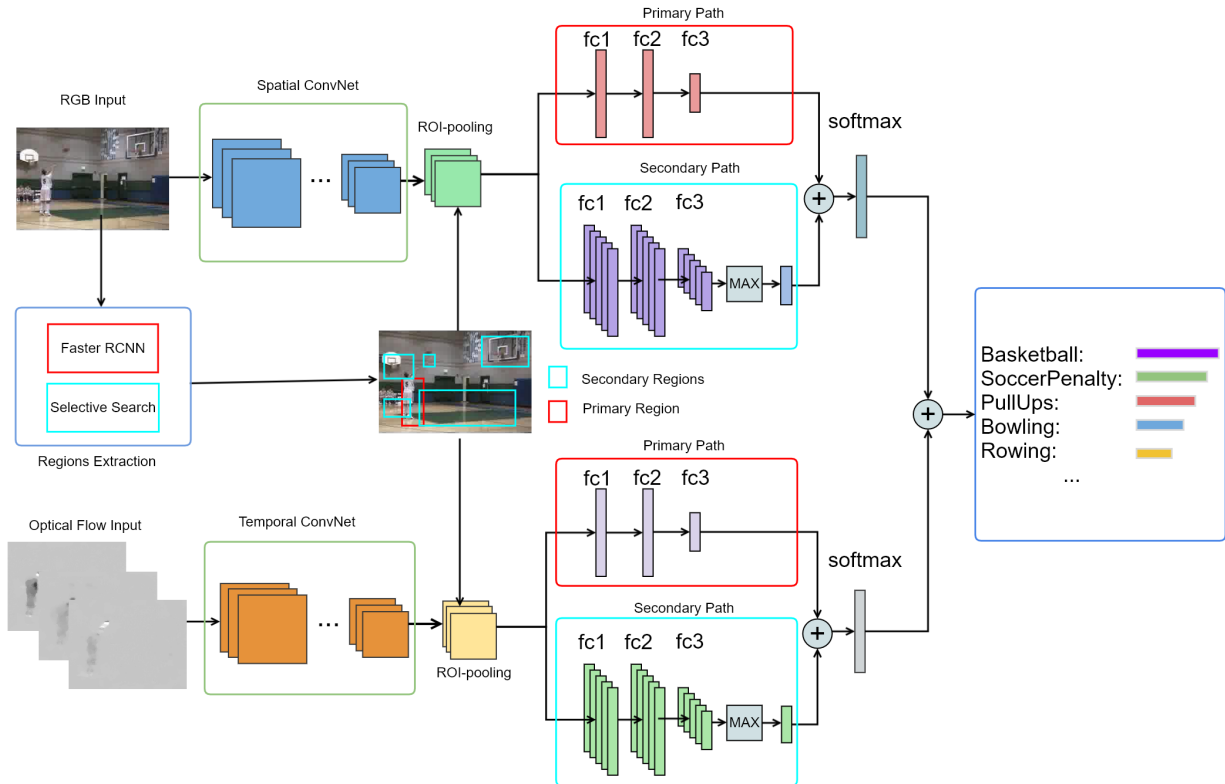 Primary Path
fc1 fc2 fc3
Spatial ConvNet
RGB Input
ROI-pooling
softmax
Secondary Path
fc1 fc2 fc3
+
...
MAX
Faster RCNN
Selective Search
Regions Extraction
Secondary Regions
Primary Region
Basketball:
SoccerPenalty:
PullUps:
Bowling:
Rowing:
...
+
Primary Path
fc1 fc2 fc3
Optical Flow Input
Temporal ConvNet
softmax
Secondary Path
...
ROI-pooling
+
fc1 fc2 fc3
MAX